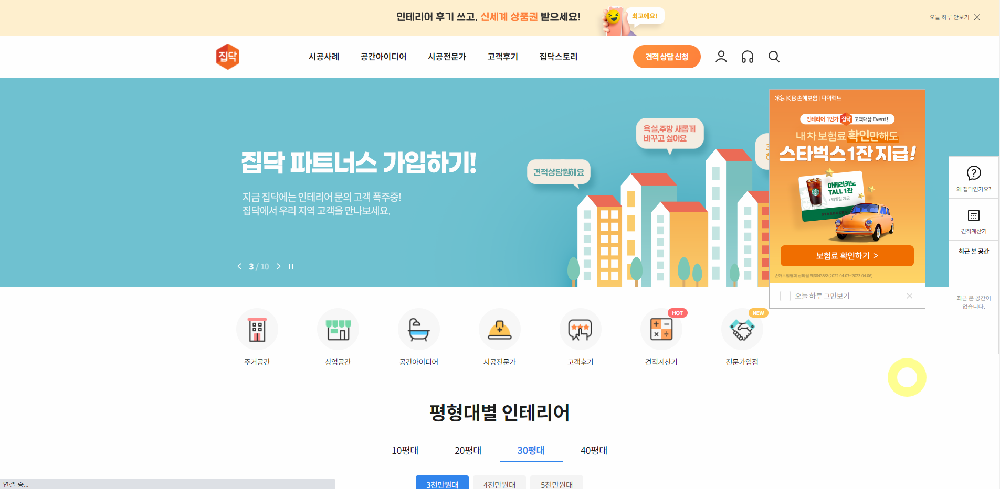 인테리어 후기 쓰고, 신세계 상품권 받으세요!
최고예요!
오늘 하루 안보기
집닥
시공사례
공간아이디어
시공전문가
고객후기
집닥스토리
견적 상담 신청
집닥 파트너스 가입하기!
지금 집닥에는 인테리어 문의 고객 폭주중!
집닥에서 우리 지역 고객을 만나보세요.
3 / 10
견적상담원해요
욕실,주방 새롭게
바꾸고 싶어요
KB 손해보험 | 다이렉트
인테리어 1번가 집닥 고객대상 Event!
내 차 보험료 확인만해도
스타벅스 1잔 지급!
아메리카노
TALL 1잔
• 익월말 제공
STARBUCKS
보험료 확인하기 >
손해보험협회 심의필 제66438호(2022.04.07~2023.04.06)
오늘 하루 그만보기
왜 집닥인가요?
견적계산기
최근 본 공간
최근 본 공간이
없습니다.
HOT
NEW
주거공간
상업공간
공간아이디어
시공전문가
고객후기
견적계산기
전문가입점
평형대별 인테리어
10평대
20평대
30평대
40평대
3천만원대
4천만원대
5천만원대
연결 중...